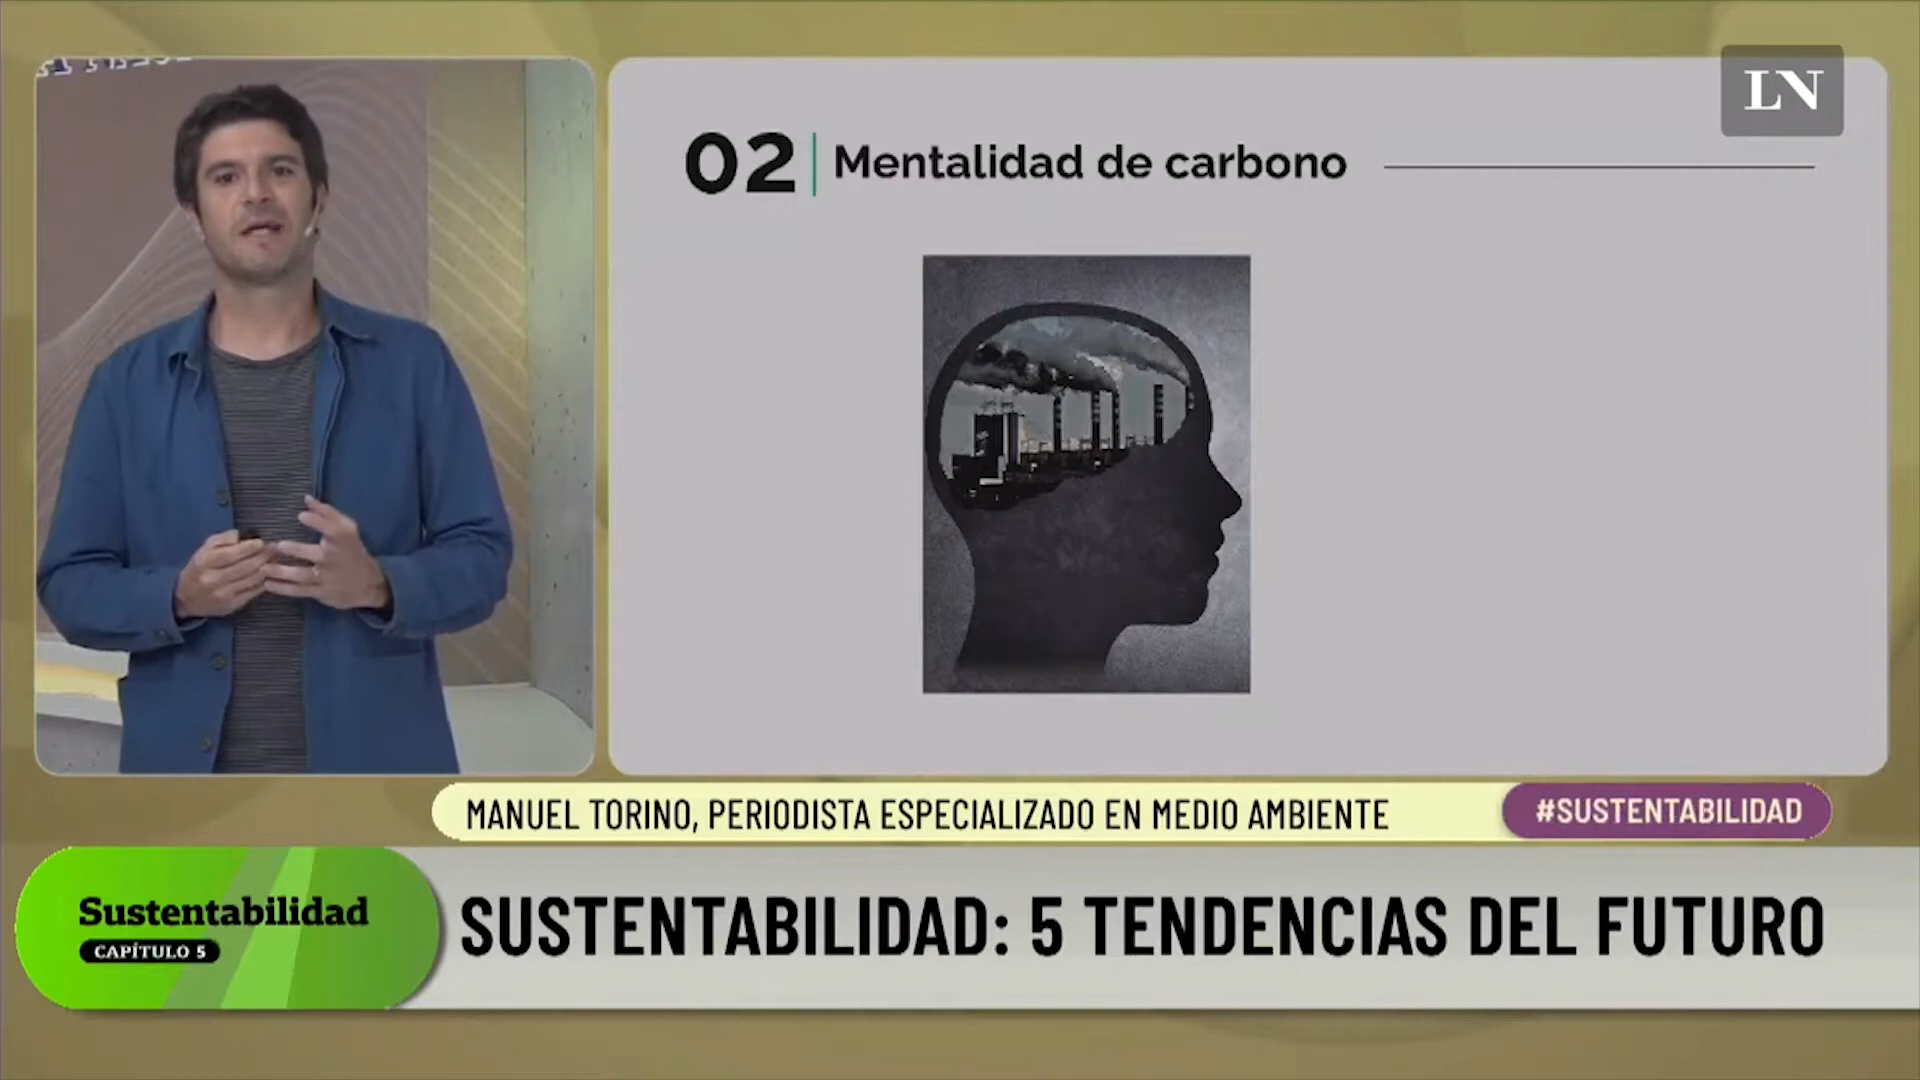 LN
02 Mentalidad de carbono
MANUEL TORINO, PERIODISTA ESPECIALIZADO EN MEDIO AMBIENTE
#SUSTENTABILIDAD
Sustentabilidad
CAPÍTULO 5
SUSTENTABILIDAD: 5 TENDENCIAS DEL FUTURO